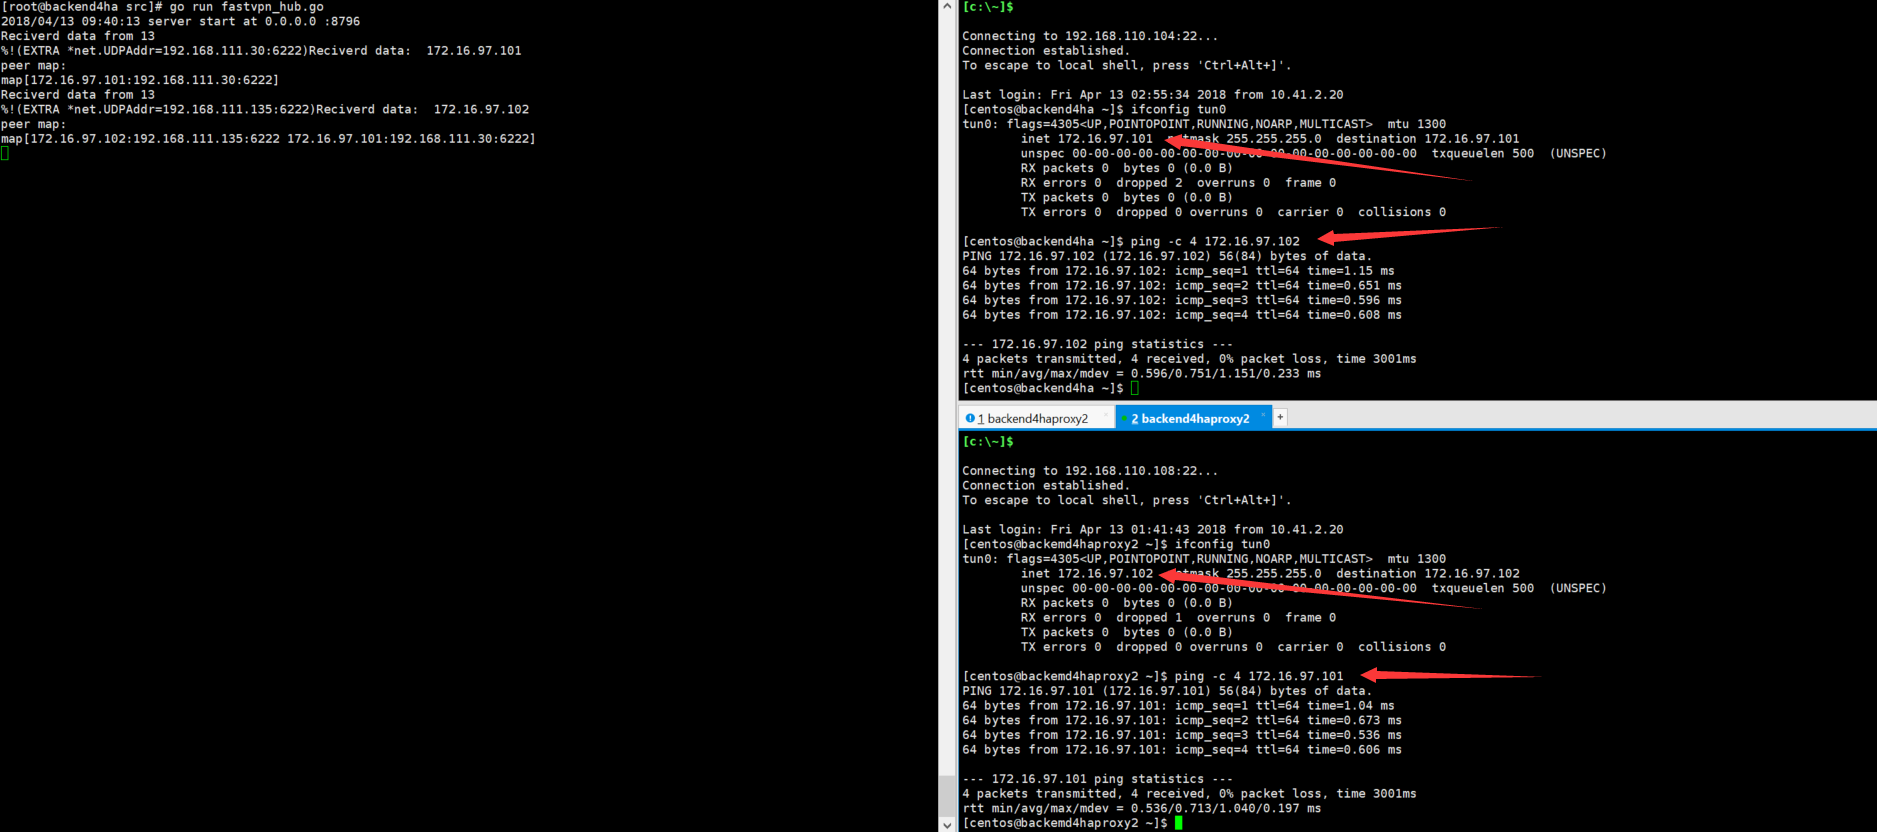 [root@backend4ha src]# go run fastvpn_hub.go
2018/04/13 09:40:13 server start at 0.0.0.0 :8796
Reciverd data from 13
%!(EXTRA *net.UDPAddr=192.168.111.30:6222)Reciverd data:  172.16.97.101
peer map:
map[172.16.97.101:192.168.111.30:6222]
Reciverd data from 13
%!(EXTRA *net.UDPAddr=192.168.111.135:6222)Reciverd data:  172.16.97.102
peer map:
map[172.16.97.102:192.168.111.135:6222 172.16.97.101:192.168.111.30:6222]
[c:\~]$
Connecting to 192.168.110.104:22...
Connection established.
To escape to local shell, press 'Ctrl+Alt+]'.
Last login: Fri Apr 13 02:55:34 2018 from 10.41.2.20
[centos@backend4ha ~]$ ifconfig tun0
tun0: flags=4305<UP,POINTOPOINT,RUNNING,NOARP,MULTICAST>  mtu 1300
inet 172.16.97.101  netmask 255.255.255.0  destination 172.16.97.101
unspec 00-00-00-00-00-00-00-00-00-00-00-00-00-00-00-00  txqueuelen 500  (UNSPEC)
RX packets 0  bytes 0 (0.0 B)
RX errors 0  dropped 2  overruns 0  frame 0
TX packets 0  bytes 0 (0.0 B)
TX errors 0  dropped 0 overruns 0  carrier 0  collisions 0
[centos@backend4ha ~]$ ping -c 4 172.16.97.102
PING 172.16.97.102 (172.16.97.102) 56(84) bytes of data.
64 bytes from 172.16.97.102: icmp_seq=1 ttl=64 time=1.15 ms
64 bytes from 172.16.97.102: icmp_seq=2 ttl=64 time=0.651 ms
64 bytes from 172.16.97.102: icmp_seq=3 ttl=64 time=0.596 ms
64 bytes from 172.16.97.102: icmp_seq=4 ttl=64 time=0.608 ms
--- 172.16.97.102 ping statistics ---
4 packets transmitted, 4 received, 0% packet loss, time 3001ms
rtt min/avg/max/mdev = 0.596/0.751/1.151/0.233 ms
[centos@backend4ha ~]$
1 backend4haproxy2 2 backend4haproxy2 +
[c:\~]$
Connecting to 192.168.110.108:22...
Connection established.
To escape to local shell, press 'Ctrl+Alt+]'.
Last login: Fri Apr 13 01:41:43 2018 from 10.41.2.20
[centos@backemd4haproxy2 ~]$ ifconfig tun0
tun0: flags=4305<UP,POINTOPOINT,RUNNING,NOARP,MULTICAST>  mtu 1300
inet 172.16.97.102  netmask 255.255.255.0  destination 172.16.97.102
unspec 00-00-00-00-00-00-00-00-00-00-00-00-00-00-00-00  txqueuelen 500  (UNSPEC)
RX packets 0  bytes 0 (0.0 B)
RX errors 0  dropped 1  overruns 0  frame 0
TX packets 0  bytes 0 (0.0 B)
TX errors 0  dropped 0 overruns 0  carrier 0  collisions 0
[centos@backemd4haproxy2 ~]$ ping -c 4 172.16.97.101
PING 172.16.97.101 (172.16.97.101) 56(84) bytes of data.
64 bytes from 172.16.97.101: icmp_seq=1 ttl=64 time=1.04 ms
64 bytes from 172.16.97.101: icmp_seq=2 ttl=64 time=0.673 ms
64 bytes from 172.16.97.101: icmp_seq=3 ttl=64 time=0.536 ms
64 bytes from 172.16.97.101: icmp_seq=4 ttl=64 time=0.606 ms
--- 172.16.97.101 ping statistics ---
4 packets transmitted, 4 received, 0% packet loss, time 3001ms
rtt min/avg/max/mdev = 0.536/0.713/1.040/0.197 ms
[centos@backemd4haproxy2 ~]$